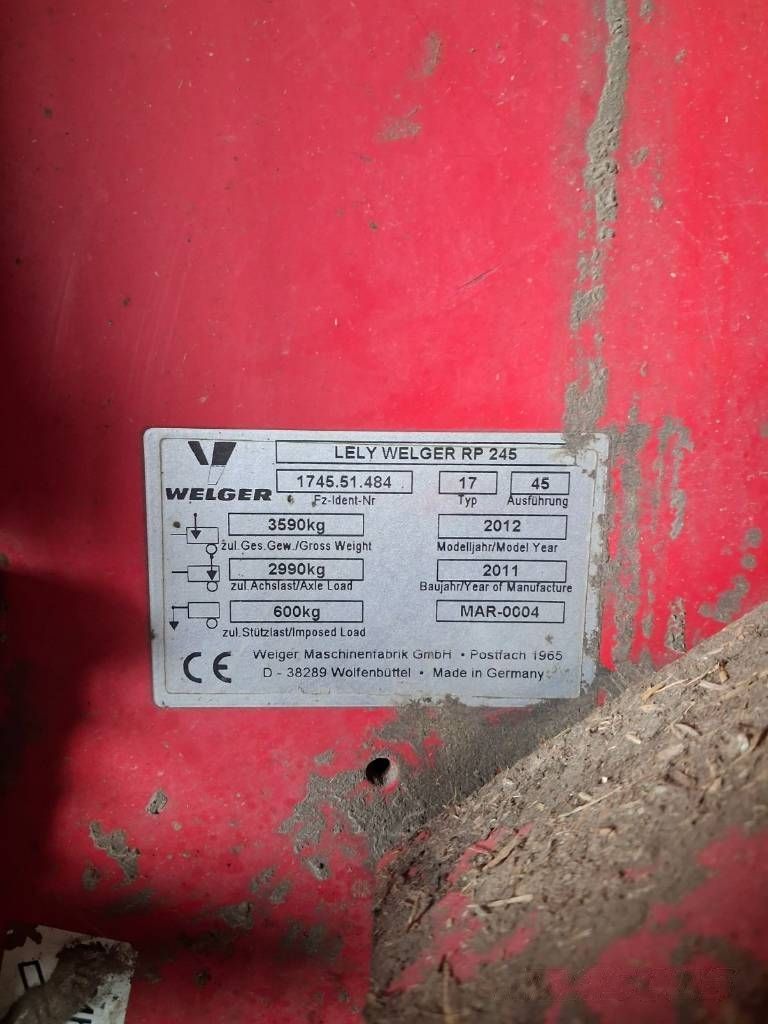 LELY WELGER RP 245
WELGER
1745.51.484 17 45
Fz-Ident-Nr Typ Ausführung
3590kg 2012
zul.Ges.Gew./Gross Weight Modelljahr/Model Year
2990kg 2011
zul.Achslast/Axle Load Baujahr/Year of Manufacture
600kg MAR-0004
zul.Stützlast/Imposed Load
CE Welger Maschinenfabrik GmbH • Postfach 1965
D - 38289 Wolfenbüttel • Made in Germany